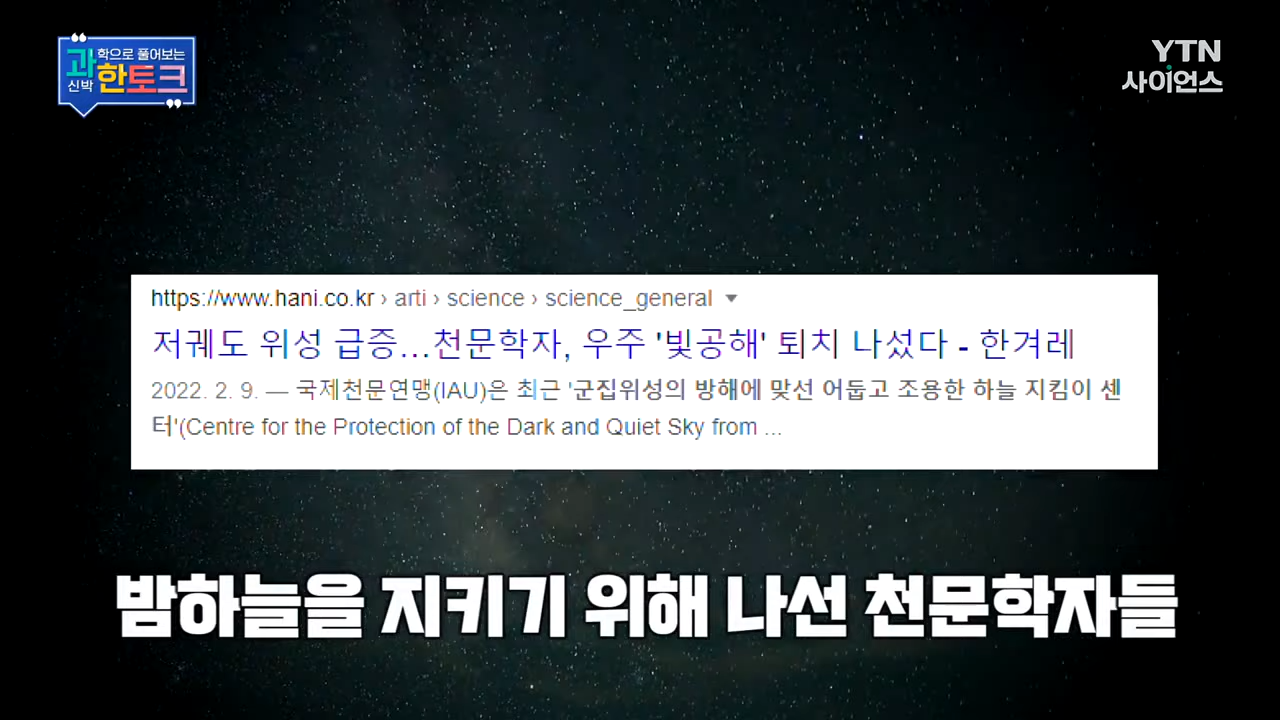 과학으로 풀어보는
신박한토크
YTN
사이언스
https://www.hani.co.kr › arti › science › science_general
저궤도 위성 급증...천문학자, 우주 '빛공해' 퇴치 나섰다 - 한겨레
2022. 2. 9. — 국제천문연맹(IAU)은 최근 '군집위성의 방해에 맞선 어둡고 조용한 하늘 지킴이 센
터'(Centre for the Protection of the Dark and Quiet Sky from ...
밤하늘을 지키기 위해 나선 천문학자들